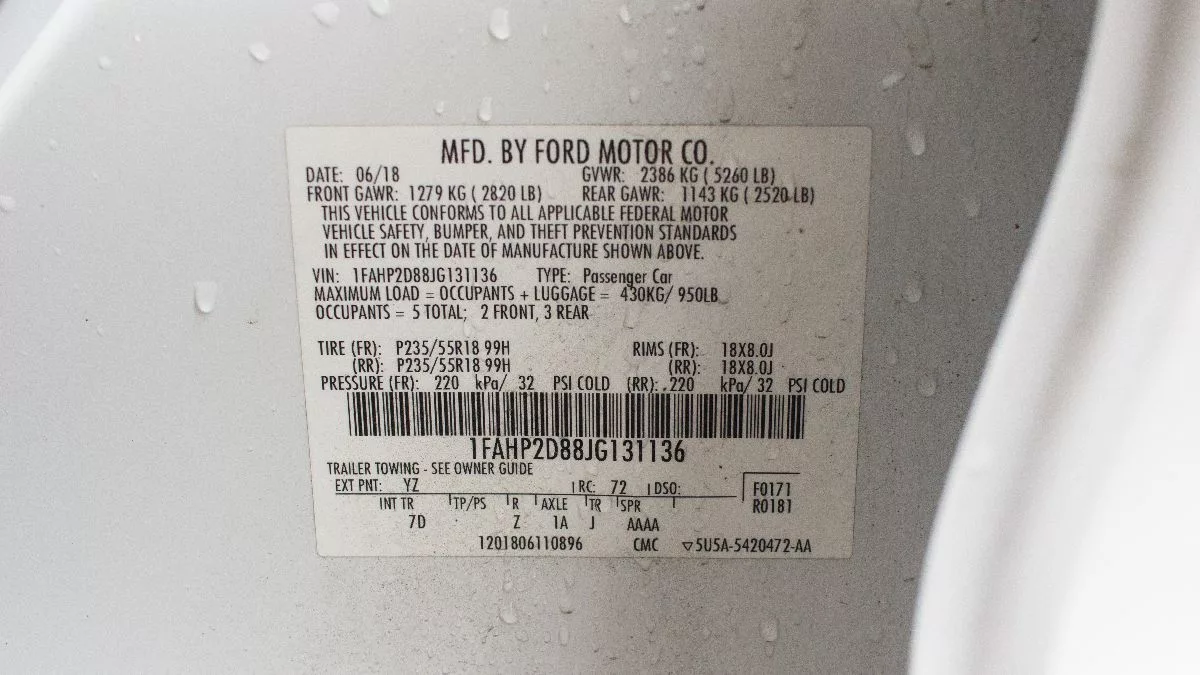 MFD. BY FORD MOTOR CO.
DATE: 06/18 GVWR: 2386 KG ( 5260 LB)
FRONT GAWR: 1279 KG ( 2820 LB) REAR GAWR: 1143 KG ( 2520 LB)
THIS VEHICLE CONFORMS TO ALL APPLICABLE FEDERAL MOTOR
VEHICLE SAFETY, BUMPER, AND THEFT PREVENTION STANDARDS
IN EFFECT ON THE DATE OF MANUFACTURE SHOWN ABOVE.
VIN: 1FAHP2D88JG131136 TYPE: Passenger Car
MAXIMUM LOAD = OCCUPANTS + LUGGAGE = 430KG/ 950LB
OCCUPANTS = 5 TOTAL; 2 FRONT, 3 REAR
TIRE (FR): P235/55R18 99H RIMS (FR): 18X8.0J
(RR): P235/55R18 99H (RR): 18X8.0J
PRESSURE (FR): 220 kPa/ 32 PSI COLD (RR): 220 kPa/ 32 PSI COLD
1FAHP2D88JG131136
TRAILER TOWING - SEE OWNER GUIDE
EXT PNT: YZ RC: 72 DSO: F0171
INT TR TP/PS R AXLE TR SPR R0181
7D Z 1A J AAAA
1201806110896 CMC ▽5U5A-5420472-AA